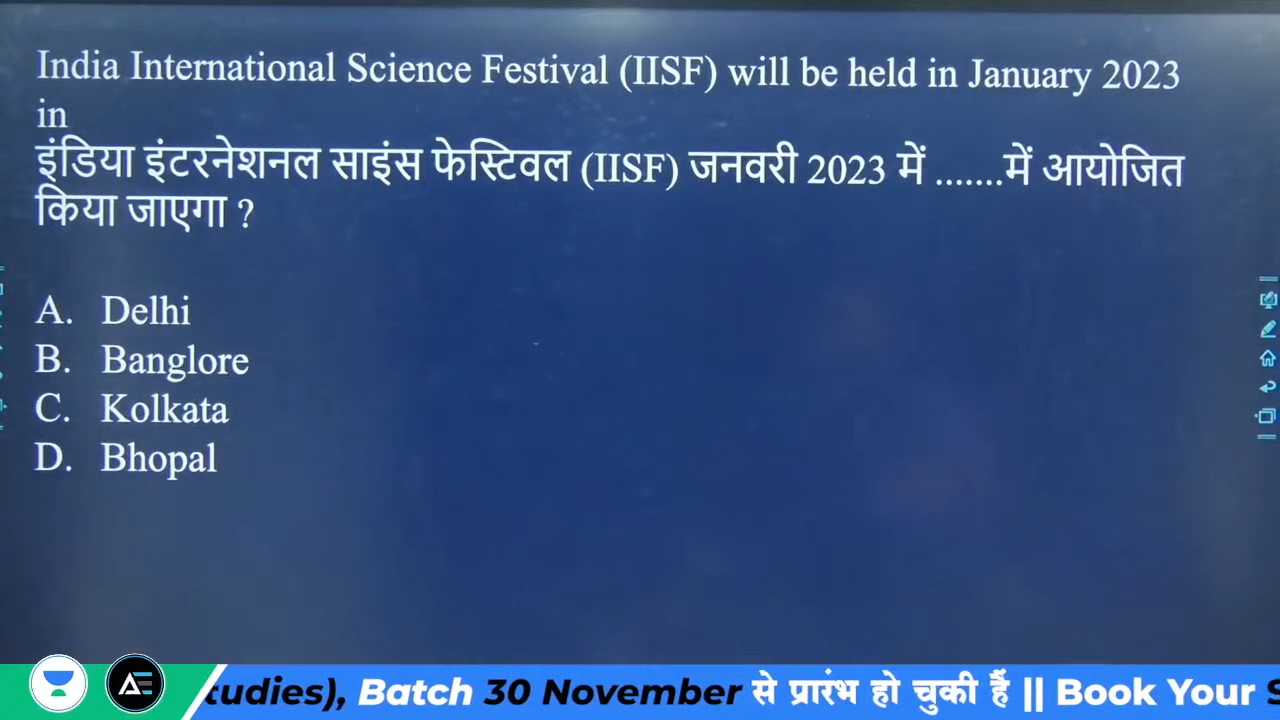 India International Science Festival (IISF) will be held in January 2023
in
इंडिया इंटरनेशनल साइंस फेस्टिवल (IISF) जनवरी 2023 में .......में आयोजित
किया जाएगा ?
A. Delhi
B. Banglore
C. Kolkata
D. Bhopal
tudies), Batch 30 November से प्रारंभ हो चुकी हैं || Book Your S